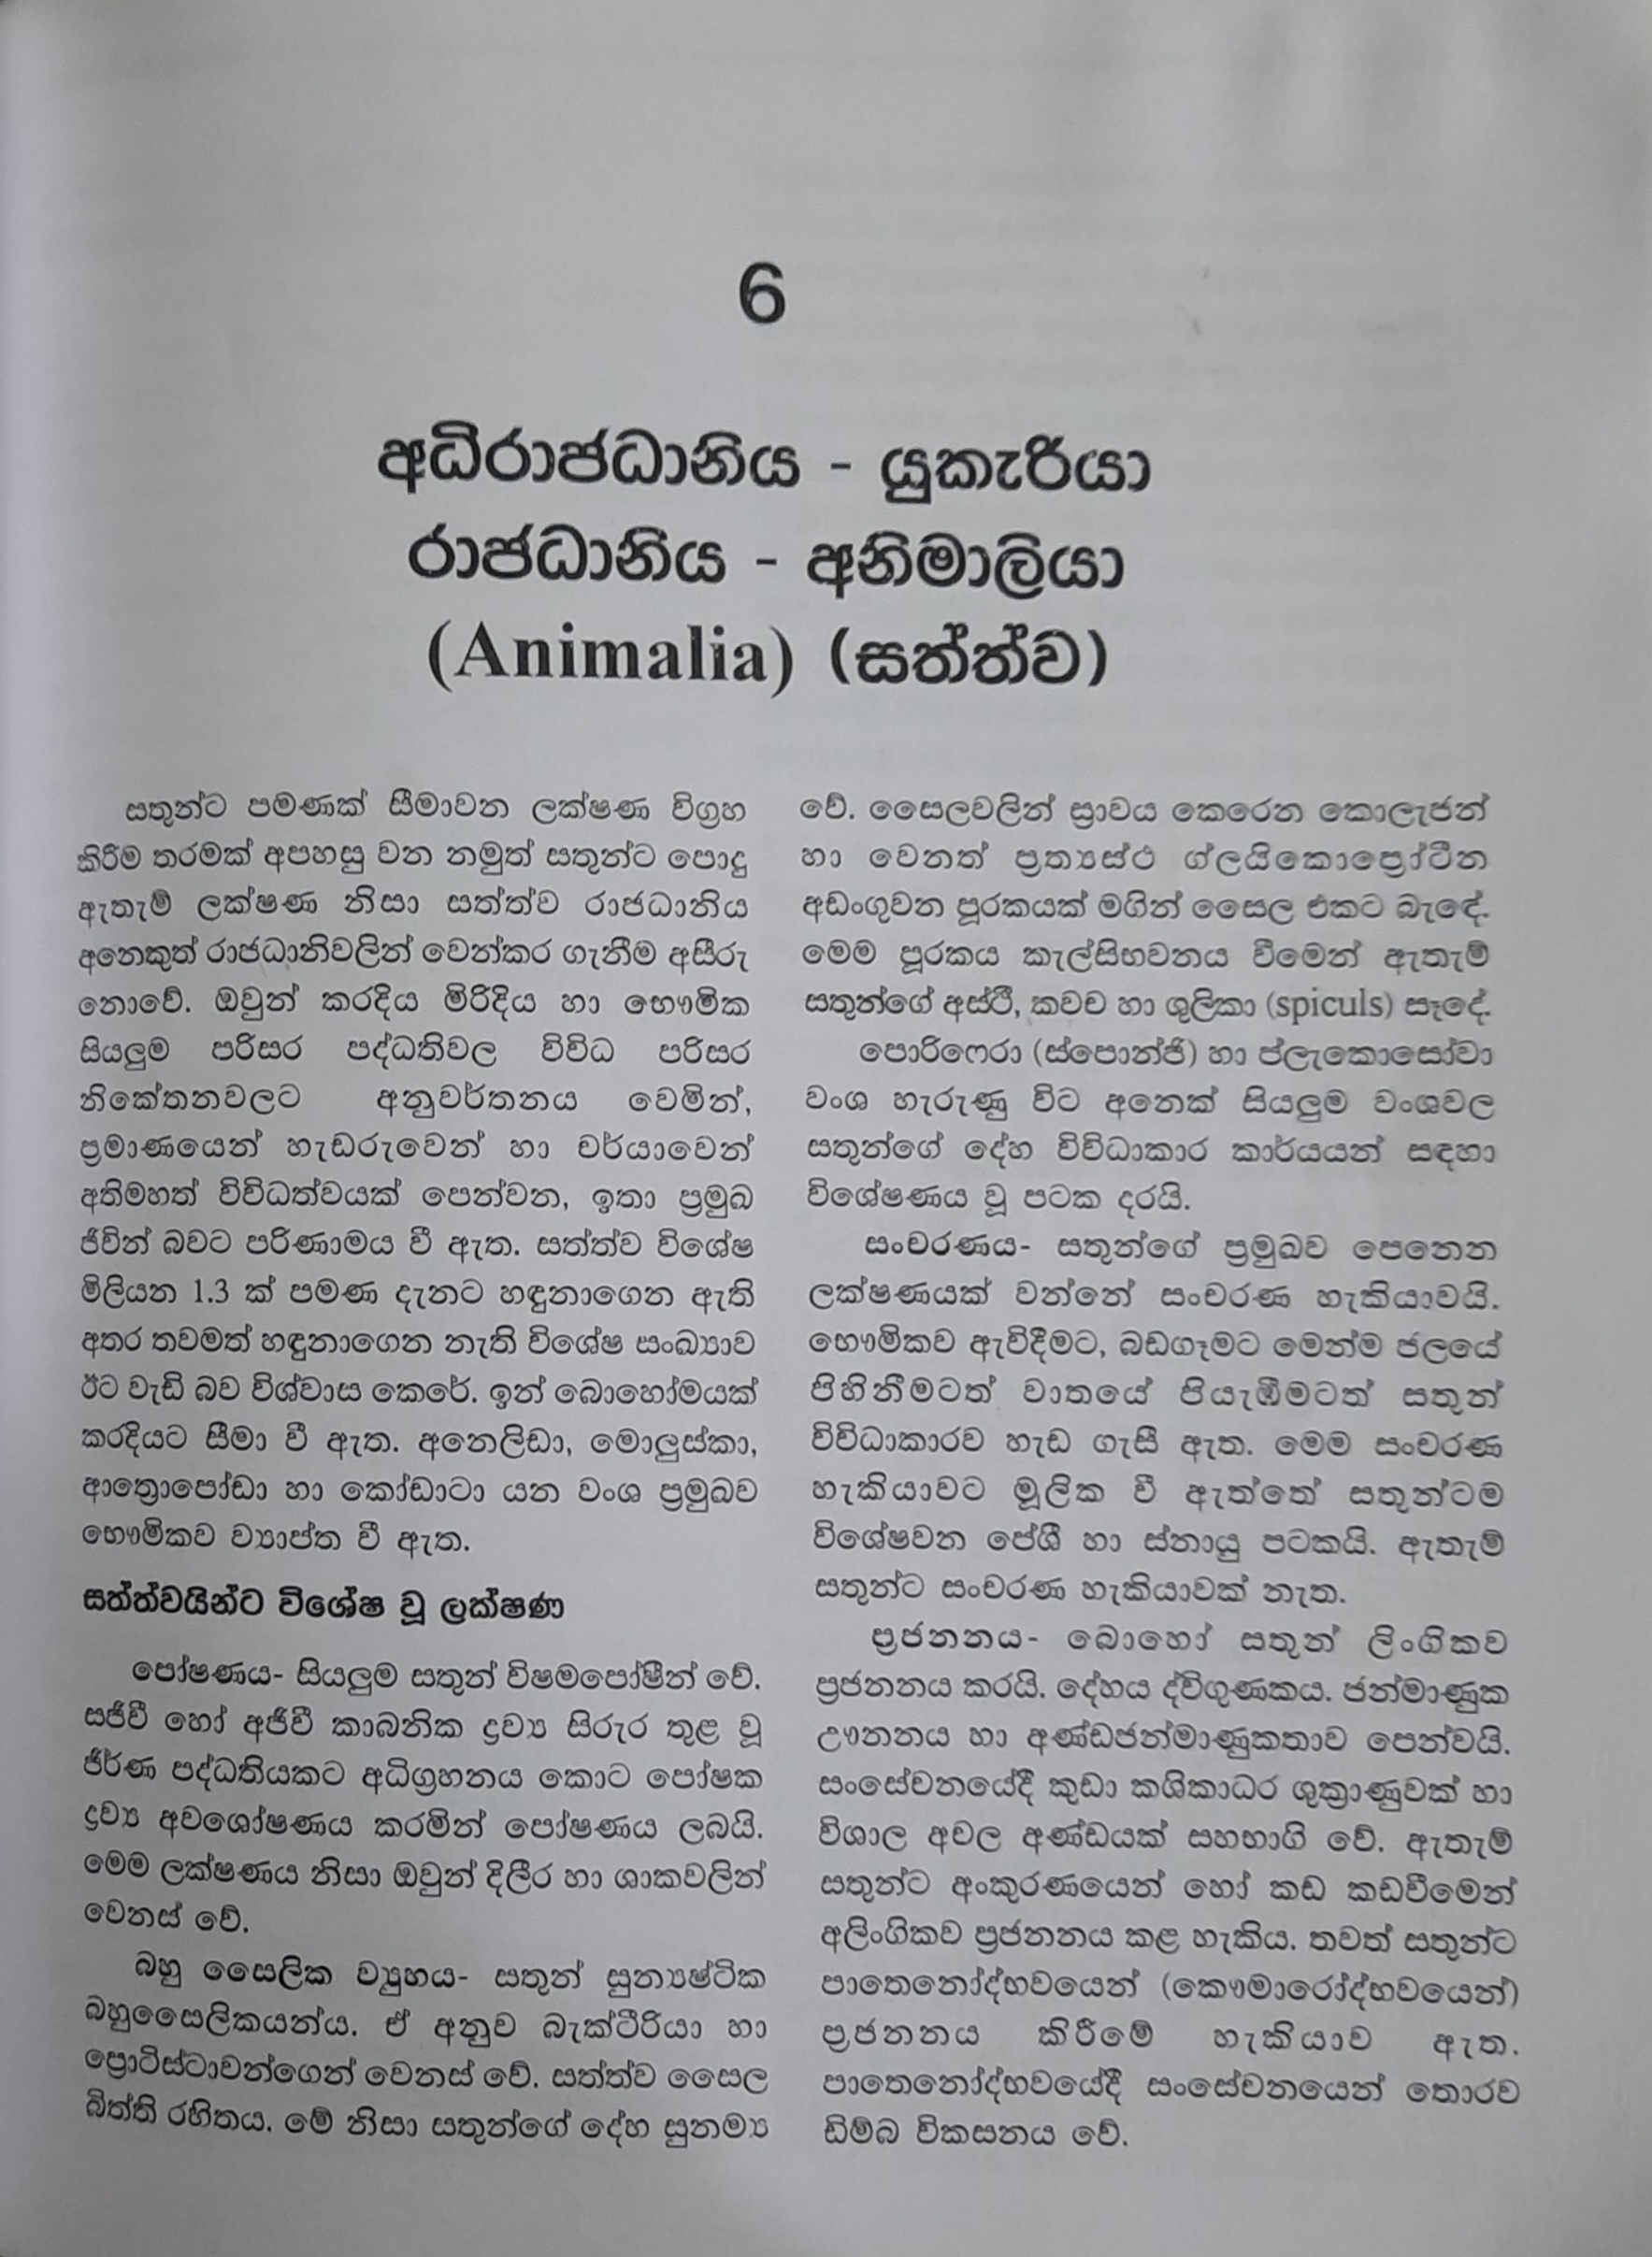 6
අධිරාජධානිය - යුකැරියා
රාජධානිය - අනිමාලියා
(Animalia) (සත්ත්ව)
සතුන්ට පමණක් සීමාවන ලක්ෂණ විග්‍රහ
කිරීම තරමක් අපහසු වන නමුත් සතුන්ට පොදු
ඇතැම් ලක්ෂණ නිසා සත්ත්ව රාජධානිය
අනෙකුත් රාජධානිවලින් වෙන්කර ගැනීම අසීරු
නොවේ. ඔවුන් කරදිය මිරිදිය හා භෞමික
සියලුම පරිසර පද්ධතිවල විවිධ පරිසර
නිකේතනවලට අනුවර්තනය වෙමින්,
ප්‍රමාණයෙන් හැඩරුවෙන් හා චර්යාවෙන්
අතිමහත් විවිධත්වයක් පෙන්වන, ඉතා ප්‍රමුඛ
ජීවින් බවට පරිණාමය වී ඇත. සත්ත්ව විශේෂ
මිලියන 1.3 ක් පමණ දැනට හඳුනාගෙන ඇති
අතර තවමත් හඳුනාගෙන නැති විශේෂ සංඛ්‍යාව
ඊට වැඩි බව විශ්වාස කෙරේ. ඉන් බොහෝමයක්
කරදියට සීමා වී ඇත. අනෙලිඩා, මොලුස්කා,
ආත්‍රොපෝඩා හා කෝඩාටා යන වංශ ප්‍රමුඛව
භෞමිකව ව්‍යාප්ත වී ඇත.
සත්ත්වයින්ට විශේෂ වූ ලක්ෂණ
පෝෂණය- සියලුම සතුන් විෂමපෝෂීන් වේ.
සජීවී හෝ අජීවී කාබනික ද්‍රව්‍ය සිරුර තුළ වූ
ජීර්ණ පද්ධතියකට අධිග්‍රහනය කොට පෝෂක
ද්‍රව්‍ය අවශෝෂණය කරමින් පෝෂණය ලබයි.
මෙම ලක්ෂණය නිසා ඔවුන් දිලීර හා ශාකවලින්
වෙනස් වේ.
බහු සෛලික ව්‍යුහය- සතුන් සුන්‍යෂ්ටික
බහුසෛලිකයන්ය. ඒ අනුව බැක්ටීරියා හා
ප්‍රොටිස්ටාවන්ගෙන් වෙනස් වේ. සත්ත්ව සෛල
බිත්ති රහිතය. මේ නිසා සතුන්ගේ දේහ සුනම්‍ය
වේ. සෛලවලින් ස්‍රාවය කෙරෙන කොලැජන්
හා වෙනත් ප්‍රත්‍යස්ථ ග්ලයිකොප්‍රෝටීන
අඩංගුවන පූරකයක් මගින් සෛල එකට බැඳේ.
මෙම පූරකය කැල්සිභවනය වීමෙන් ඇතැම්
සතුන්ගේ අස්ථි, කවච හා ශූලිකා (spiculs) සෑදේ.
පොරිෆෙරා (ස්පොන්ජි) හා ප්ලැකොසෝවා
වංශ හැරුණු විට අනෙක් සියලුම වංශවල
සතුන්ගේ දේහ විවිධාකාර කාර්යයන් සඳහා
විශේෂණය වූ පටක දරයි.
සංචරණය- සතුන්ගේ ප්‍රමුඛව පෙනෙන
ලක්ෂණයක් වන්නේ සංචරණ හැකියාවයි.
භෞමිකව ඇවිදීමට, බඩගෑමට මෙන්ම ජලයේ
පිහිනීමටත් වාතයේ පියෑඹීමටත් සතුන්
විවිධාකාරව හැඩ ගැසී ඇත. මෙම සංචරණ
හැකියාවට මූලික වී ඇත්තේ සතුන්ටම
විශේෂවන පේශී හා ස්නායු පටකයි. ඇතැම්
සතුන්ට සංචරණ හැකියාවක් නැත.
ප්‍රජනනය- බොහෝ සතුන් ලිංගිකව
ප්‍රජනනය කරයි. දේහය ද්විගුණකය. ජන්මාණුක
ඌනනය හා අණ්ඩජන්මාණුකතාව පෙන්වයි.
සංසේචනයේදී කුඩා කශිකාධර ශුක්‍රාණුවක් හා
විශාල අචල අණ්ඩයක් සහභාගි වේ. ඇතැම්
සතුන්ට අංකුරණයෙන් හෝ කඩ කඩවීමෙන්
අලිංගිකව ප්‍රජනනය කළ හැකිය. තවත් සතුන්ට
පාතෙනෝද්භවයෙන් (කෞමාරෝද්භවයෙන්)
ප්‍රජනනය කිරීමේ හැකියාව ඇත.
පාතෙනෝද්භවයේදී සංසේචනයෙන් තොරව
ඩිම්බ විකසනය වේ.